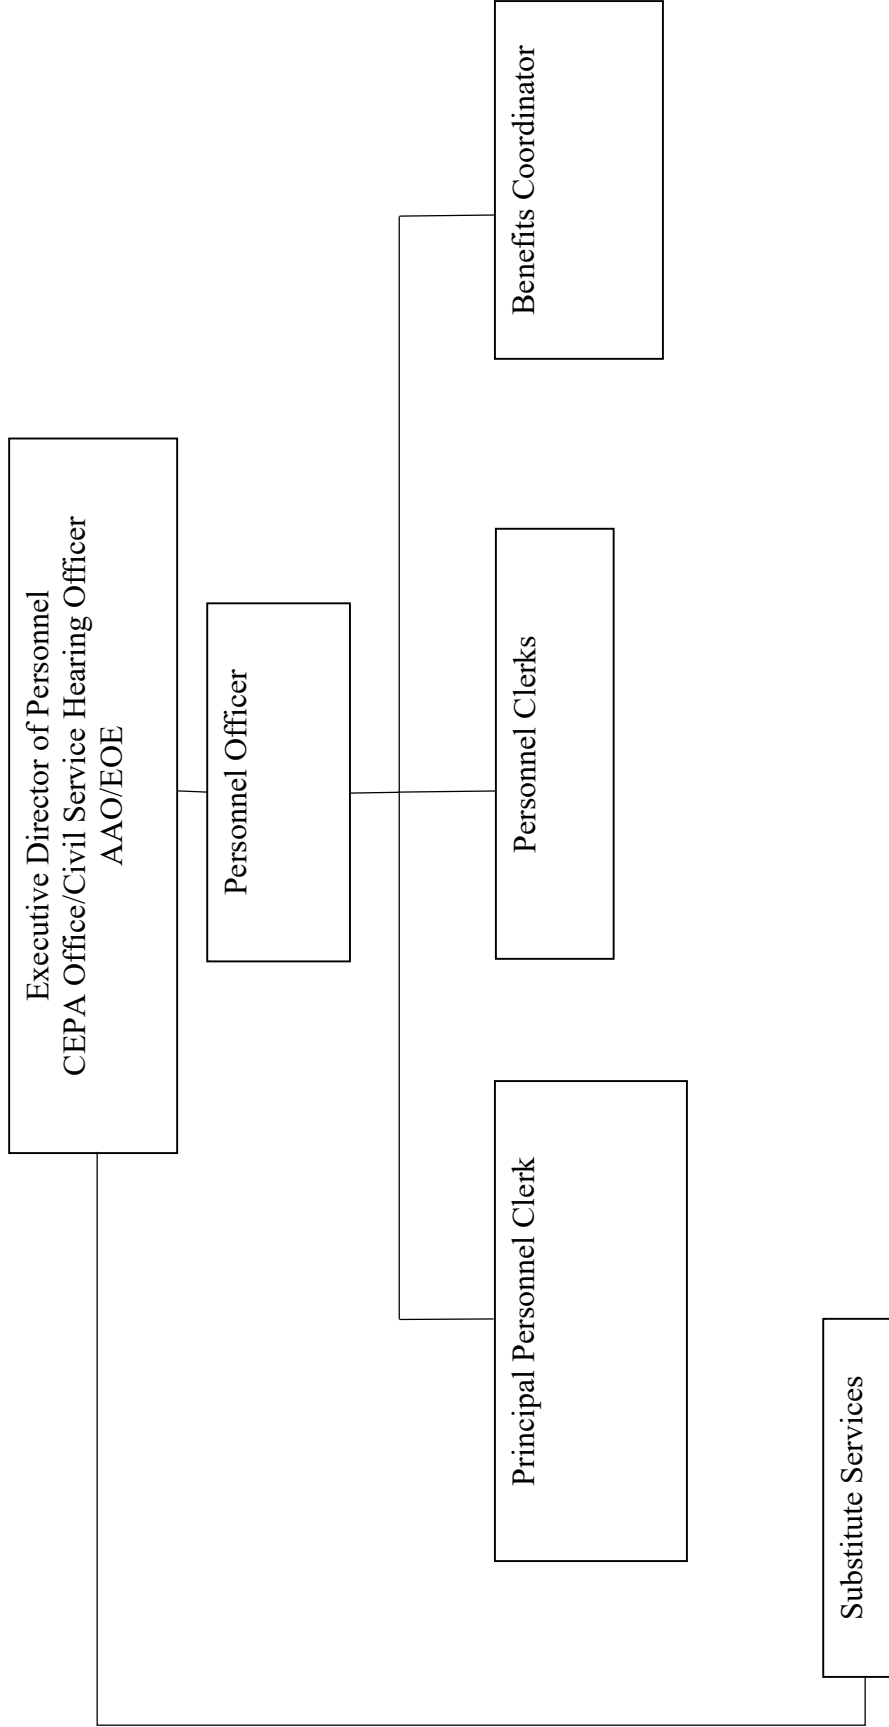 Executive Director of Personnel
CEPA Office/Civil Service Hearing Officer
AAO/EOE
Personnel Officer
Principal Personnel Clerk
Personnel Clerks
Benefits Coordinator
Substitute Services